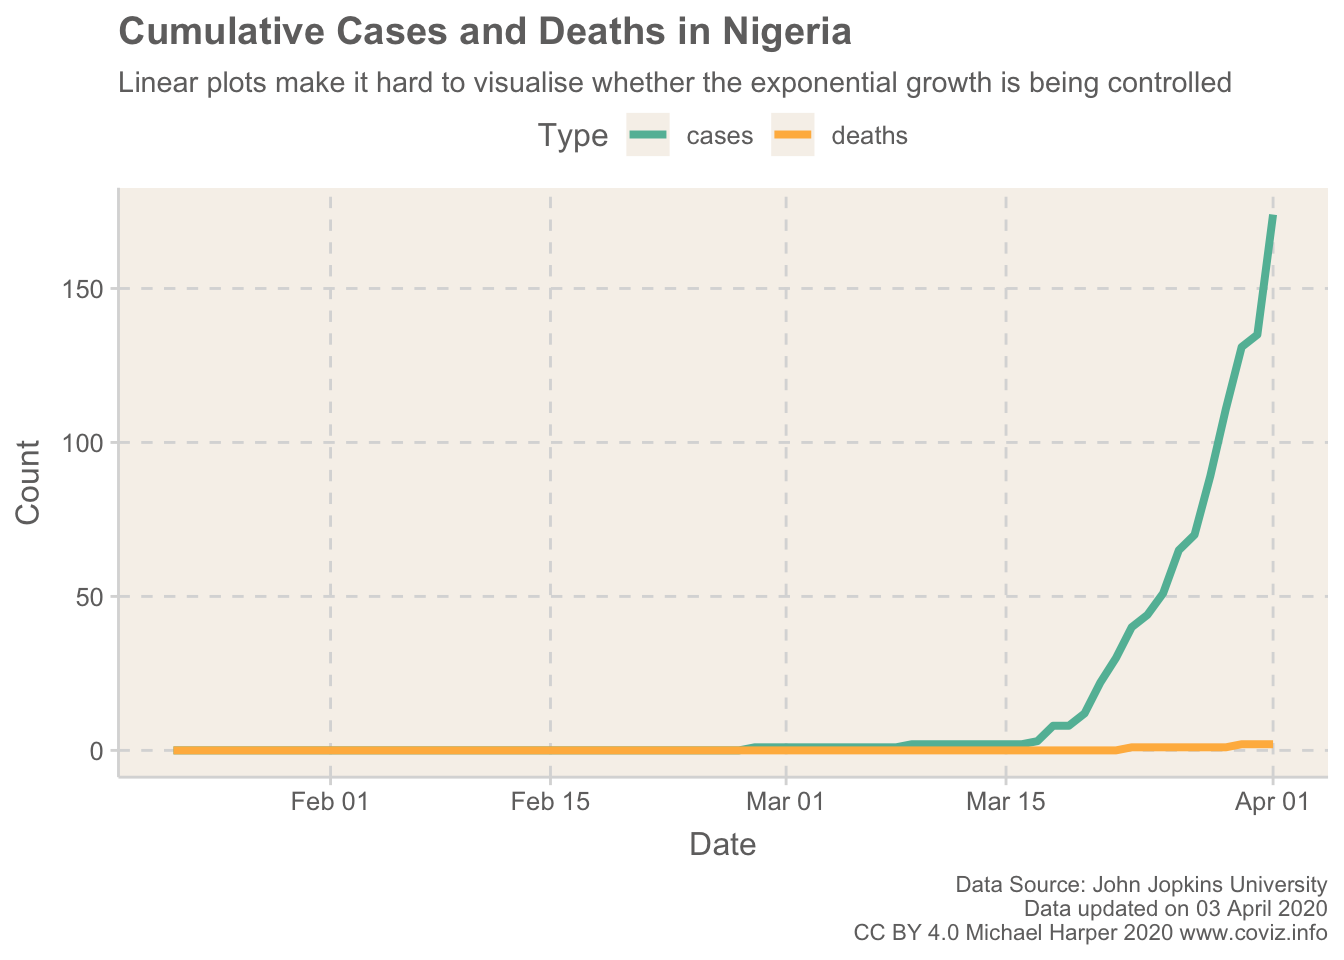 Cumulative Cases and Deaths in Nigeria
Linear plots make it hard to visualise whether the exponential growth is being controlled
Type cases deaths
150
100
50
0
Count
Feb 01 Feb 15 Mar 01 Mar 15 Apr 01
Date
Data Source: John Jopkins University
Data updated on 03 April 2020
CC BY 4.0 Michael Harper 2020 www.coviz.info